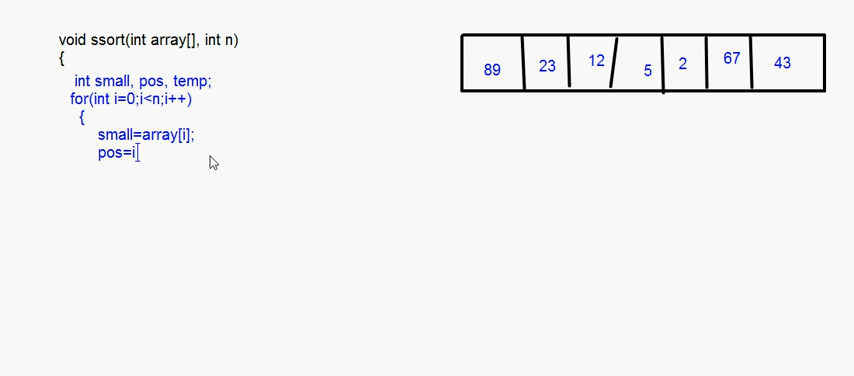 void ssort(int array[], int n)
{
int small, pos, temp;
for(int i=0;i<n;i++)
{
small=array[i];
pos=i
89 23 12 5 2 67 43